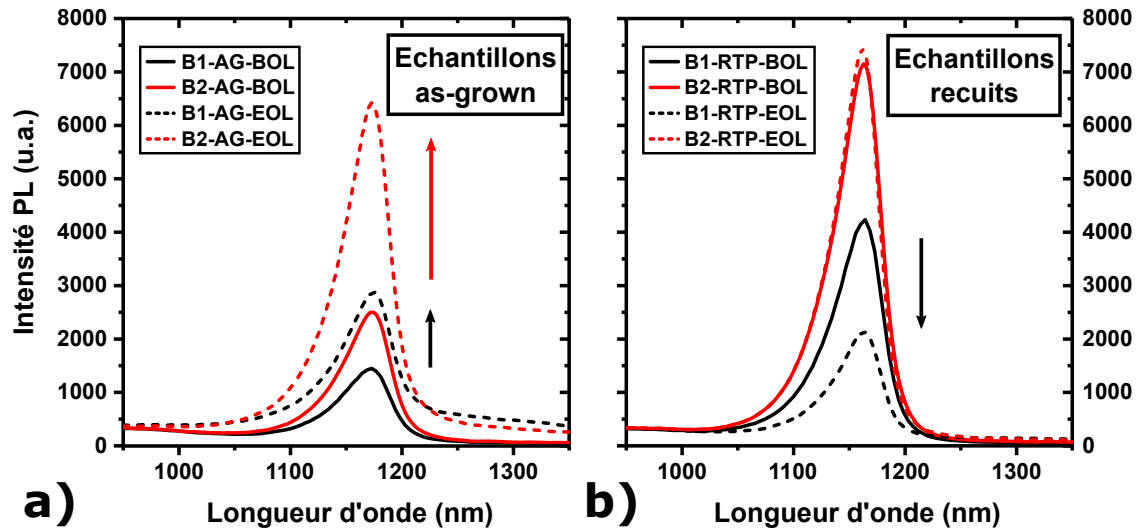 B1-AG-BOL
B2-AG-BOL
B1-AG-EOL
B2-AG-EOL
Echantillons
as-grown
8000
7000
6000
5000
4000
3000
2000
1000
0
Intensité PL (u.a.)
1000
1100
1200
1300
Longueur d'onde (nm)
a)
B1-RTP-BOL
B2-RTP-BOL
B1-RTP-EOL
B2-RTP-EOL
Echantillons
recuits
8000
7000
6000
5000
4000
3000
2000
1000
0
1000
1100
1200
1300
Longueur d'onde (nm)
b)